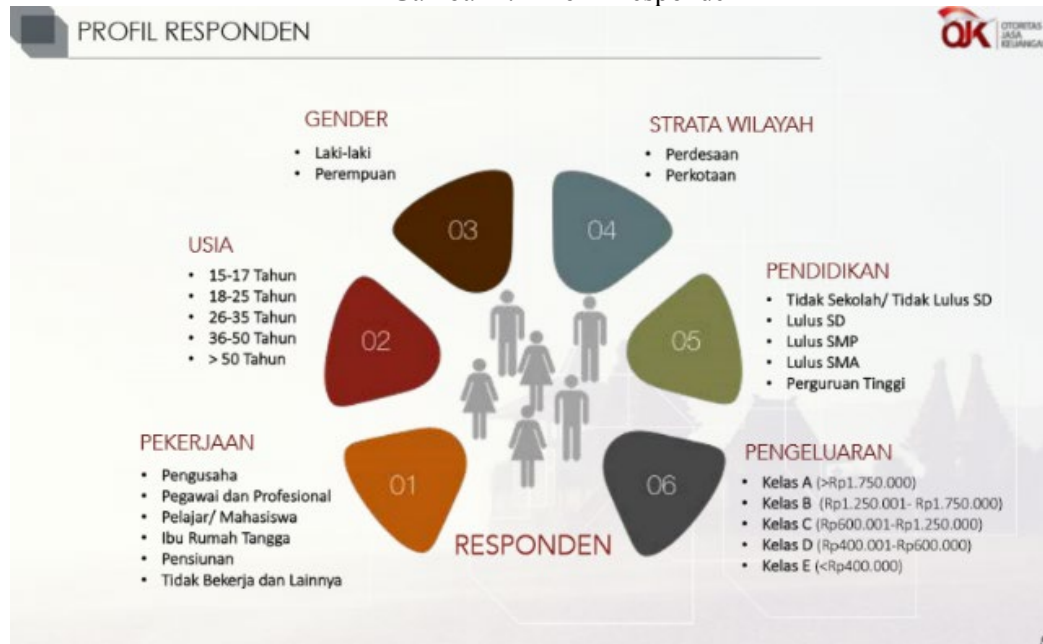 PROFIL RESPONDEN
OJK
OTORITAS
JASA
KEUANGA
GENDER
• Laki-laki
• Perempuan
STRATA WILAYAH
• Perdesaan
• Perkotaan
03
04
USIA
• 15-17 Tahun
• 18-25 Tahun
• 26-35 Tahun
• 36-50 Tahun
• > 50 Tahun
02
PENDIDIKAN
• Tidak Sekolah/ Tidak Lulus SD
• Lulus SD
• Lulus SMP
• Lulus SMA
• Perguruan Tinggi
05
PEKERJAAN
• Pengusaha
• Pegawai dan Profesional
• Pelajar/ Mahasiswa
• Ibu Rumah Tangga
• Pensiunan
• Tidak Bekerja dan Lainnya
01
RESPONDEN
06
PENGELUARAN
• Kelas A (>Rp1.750.000)
• Kelas B (Rp1.250.001- Rp1.750.000)
• Kelas C (Rp600.001-Rp1.250.000)
• Kelas D (Rp400.001-Rp600.000)
• Kelas E (<Rp400.000)